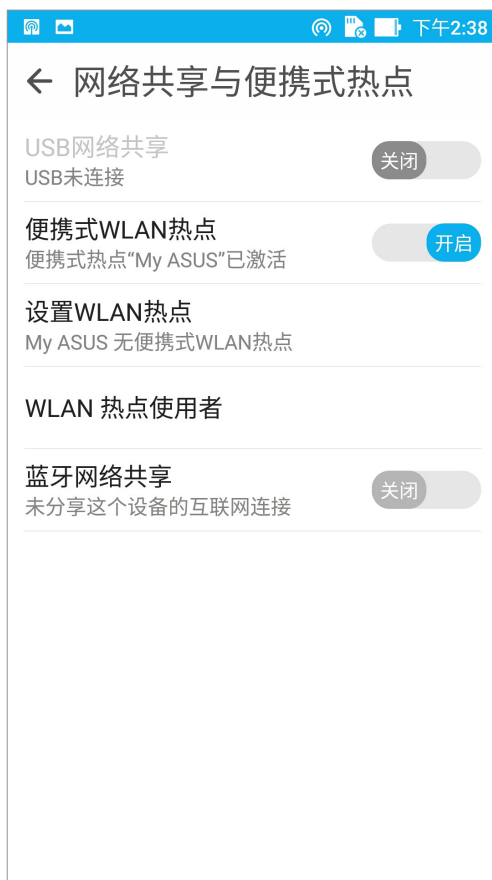 下午2:38
网络共享与便携式热点
USB网络共享
关闭
USB未连接
便携式WLAN热点
开启
便携式热点“My ASUS”已激活
设置WLAN热点
My ASUS 无便携式WLAN热点
WLAN 热点使用者
蓝牙网络共享
关闭
未分享这个设备的互联网连接